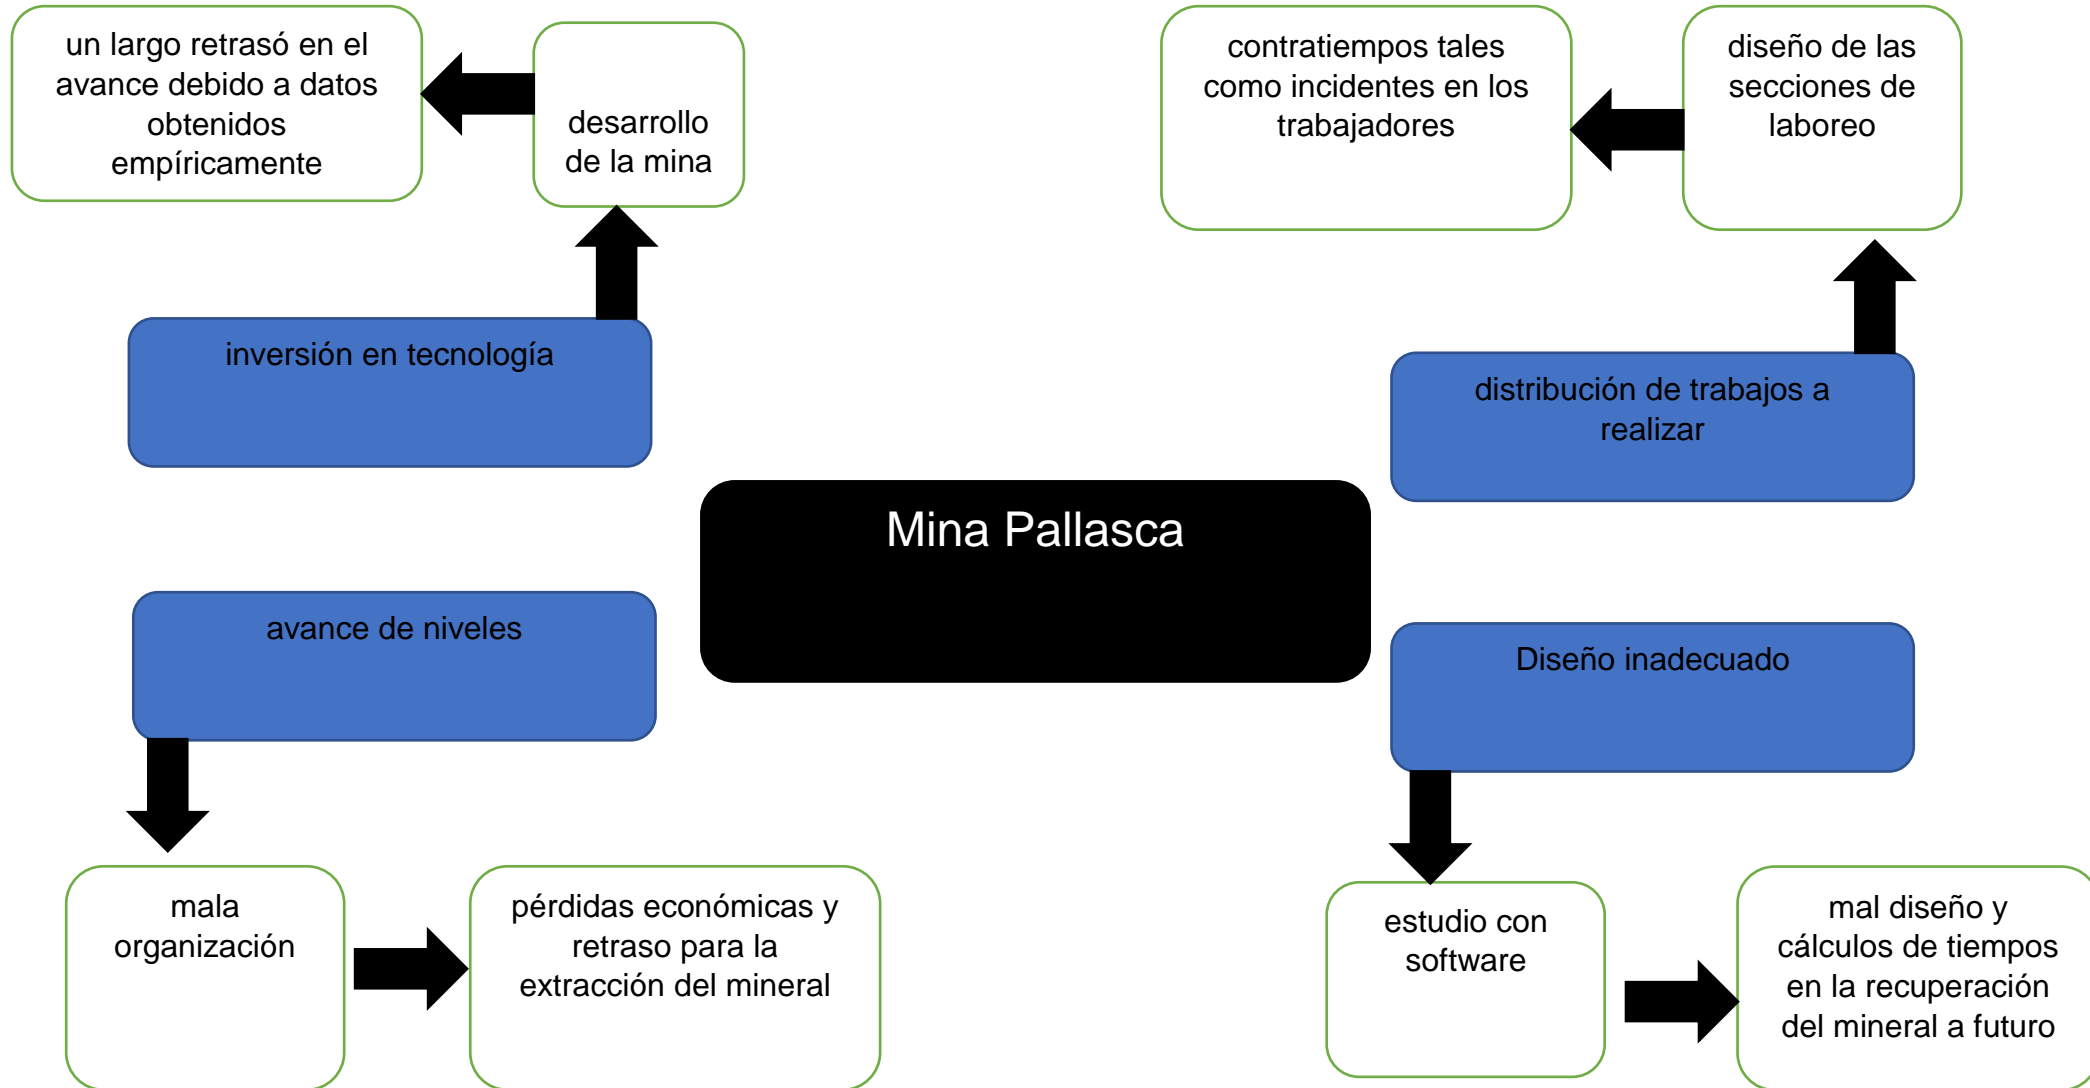 un largo retrasó en el
avance debido a datos
obtenidos
empíricamente
desarrollo
de la mina
contratiempos tales
como incidentes en los
trabajadores
diseño de las
secciones de
laboreo
inversión en tecnología
distribución de trabajos a
realizar
Mina Pallasca
avance de niveles
Diseño inadecuado
mala
organización
pérdidas económicas y
retraso para la
extracción del mineral
estudio con
software
mal diseño y
cálculos de tiempos
en la recuperación
del mineral a futuro